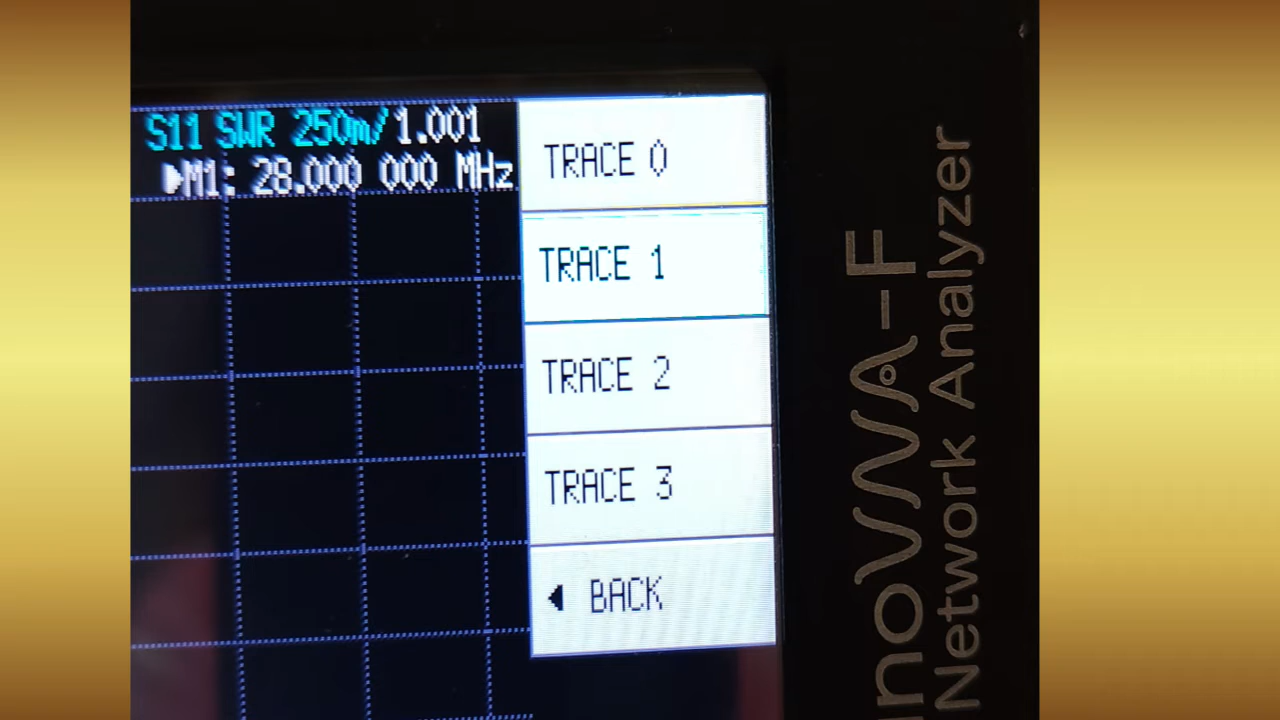 S11 SWR 250m/1.001
▶M1: 28.000 000 MHz
TRACE 0
TRACE 1
TRACE 2
TRACE 3
◀ BACK
noVNA-F
Network Analyzer